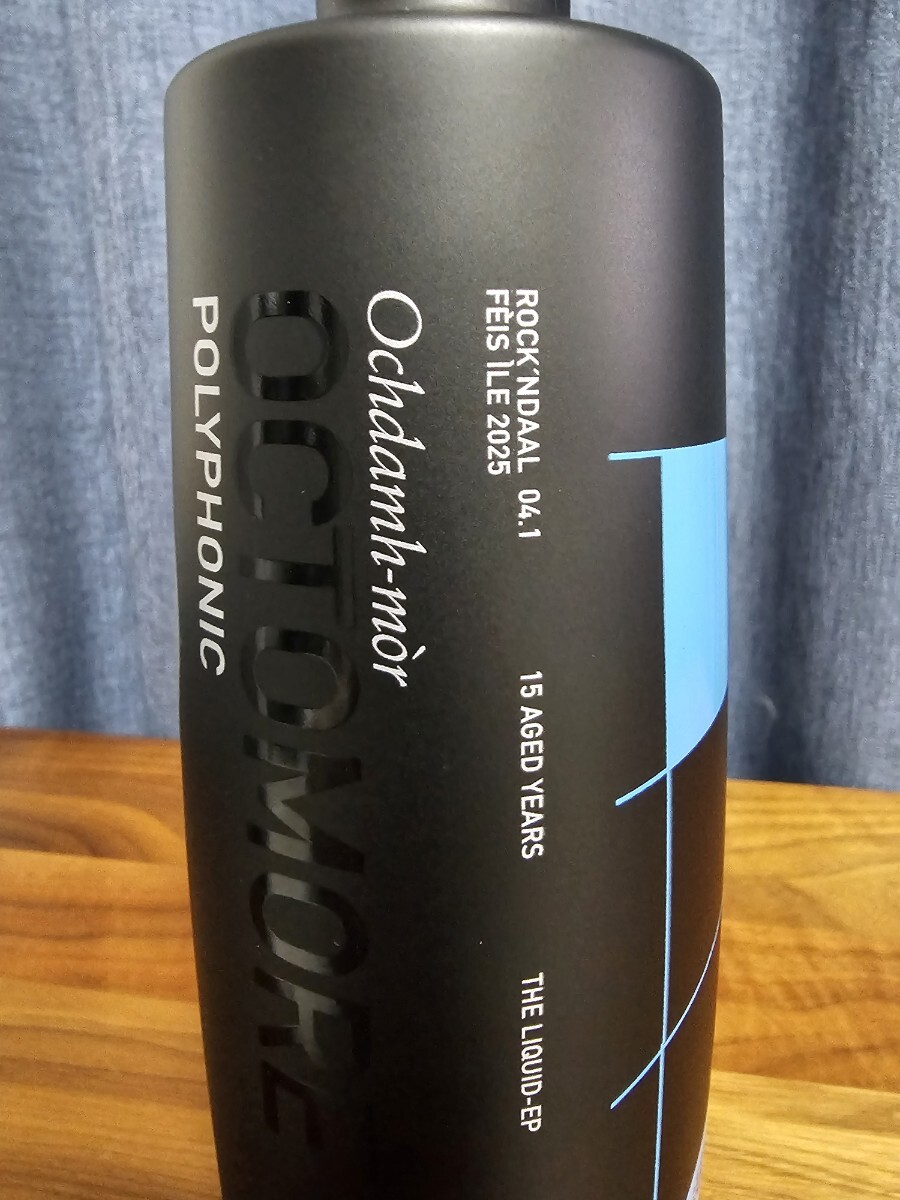 ROCK'NDAAL 04.1
FÈIS ÌLE 2025
15 AGED YEARS
THE LIQUID-EP
Ochdamh-mòr
OCTOMORE
POLYPHONIC